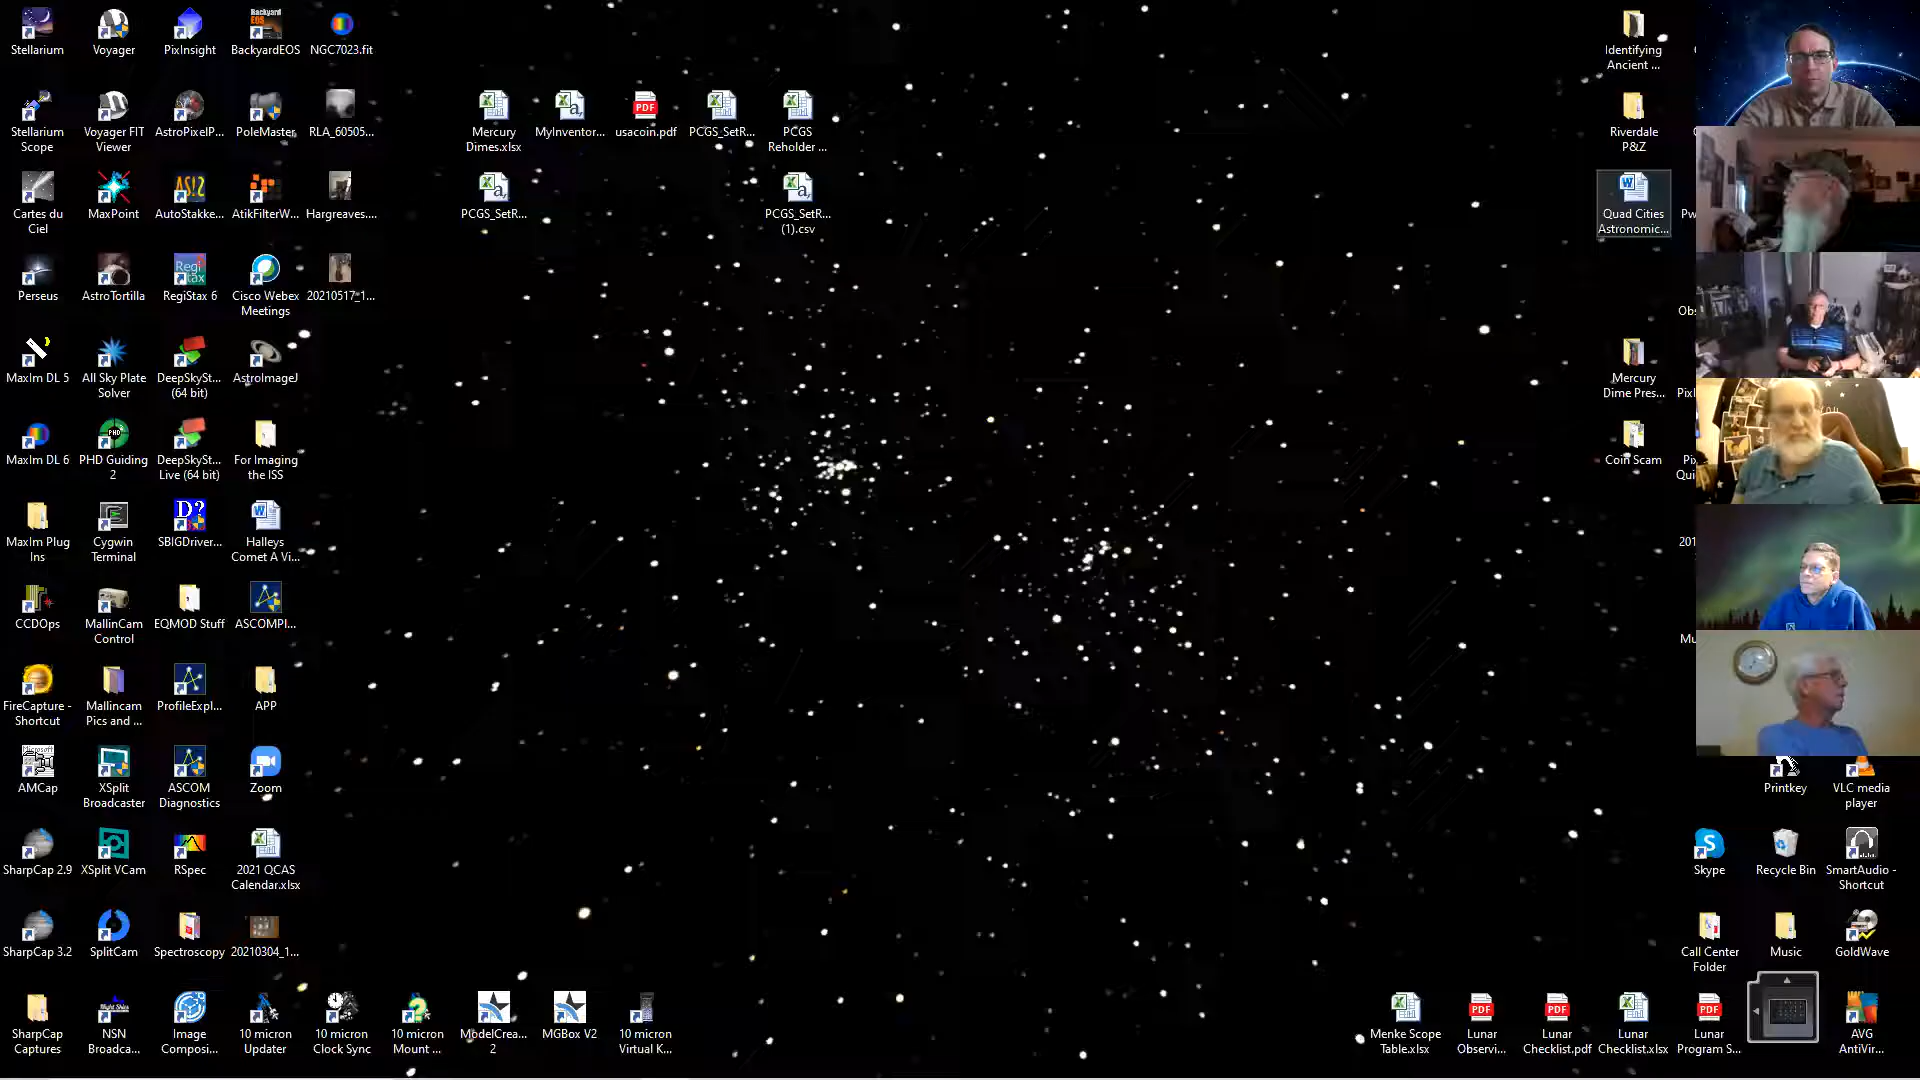 Stellarium
Voyager
PixInsight
BackyardEOS
NGC7023.fit
Identifying
Ancient ...
Stellarium
Scope
Voyager FIT
Viewer
AstroPixelP...
PoleMaster
RLA_60505...
Mercury
Dimes.xlsx
MyInventor...
usacoin.pdf
PCGS_SetR...
PCGS
Reholder ...
Riverdale
P&Z
Cartes du
Ciel
MaxPoint
AutoStakke...
AtikFilterW...
Hargreaves....
PCGS_SetR...
PCGS_SetR...
(1).csv
Quad Cities
Astronomic...
Perseus
AstroTortilla
RegiStax 6
Cisco Webex
Meetings
20210517_1...
MaxIm DL 5
All Sky Plate
Solver
DeepSkySt...
(64 bit)
AstroImageJ
Mercury
Dime Pres...
MaxIm DL 6
PHD Guiding
2
DeepSkySt...
Live (64 bit)
For Imaging
the ISS
Coin Scam
MaxIm Plug
Ins
Cygwin
Terminal
SBIGDriver...
Halleys
Comet A Vi...
CCDOps
MallinCam
Control
EQMOD Stuff
ASCOMPl...
FireCapture -
Shortcut
Mallincam
Pics and ...
ProfileExpl...
APP
AMCap
XSplit
Broadcaster
ASCOM
Diagnostics
Zoom
Printkey
VLC media
player
SharpCap 2.9
XSplit VCam
RSpec
2021 QCAS
Calendar.xlsx
Skype
Recycle Bin
SmartAudio -
Shortcut
SharpCap 3.2
SplitCam
Spectroscopy
20210304_1...
Call Center
Folder
Music
GoldWave
SharpCap
Captures
NSN
Broadca...
Image
Composi...
10 micron
Updater
10 micron
Clock Sync
10 micron
Mount ...
ModelCrea...
2
MGBox V2
10 micron
Virtual K...
Menke Scope
Table.xlsx
Lunar
Observi...
Lunar
Checklist.pdf
Lunar
Checklist.xlsx
Lunar
Program S...
AVG
AntiVir...